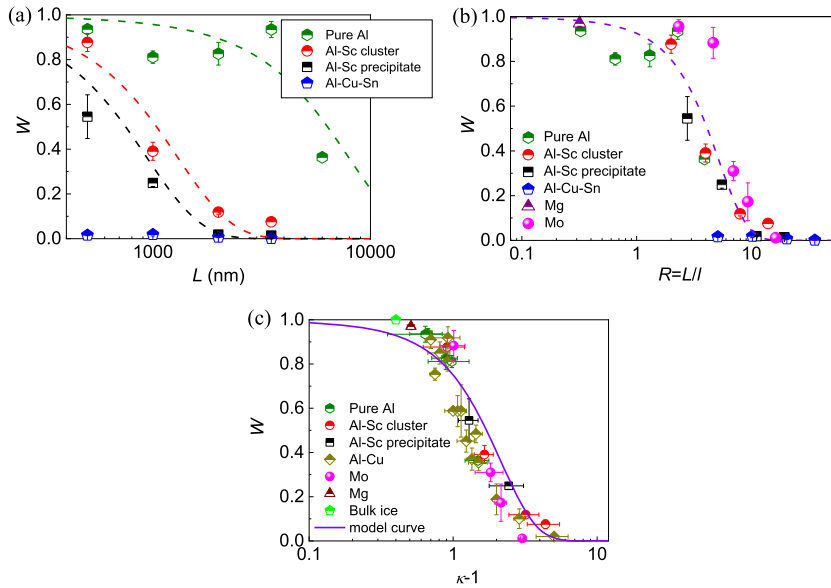 (a)
1.0
0.8
0.6
0.4
0.2
0.0
W
1000
10000
L (nm)
Pure Al
Al-Sc cluster
Al-Sc precipitate
Al-Cu-Sn
(b)
1.0
0.8
0.6
0.4
0.2
0.0
W
0.1
1
10
R=L/l
Pure Al
Al-Sc cluster
Al-Sc precipitate
Al-Cu-Sn
Mg
Mo
(c)
1.0
0.8
0.6
0.4
0.2
0.0
W
0.1
1
10
κ-1
Pure Al
Al-Sc cluster
Al-Sc precipitate
Al-Cu
Mo
Mg
Bulk ice
model curve